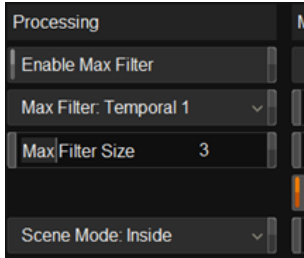 Processing
Enable Max Filter
Max Filter: Temporal 1
Max Filter Size 3
Scene Mode: Inside